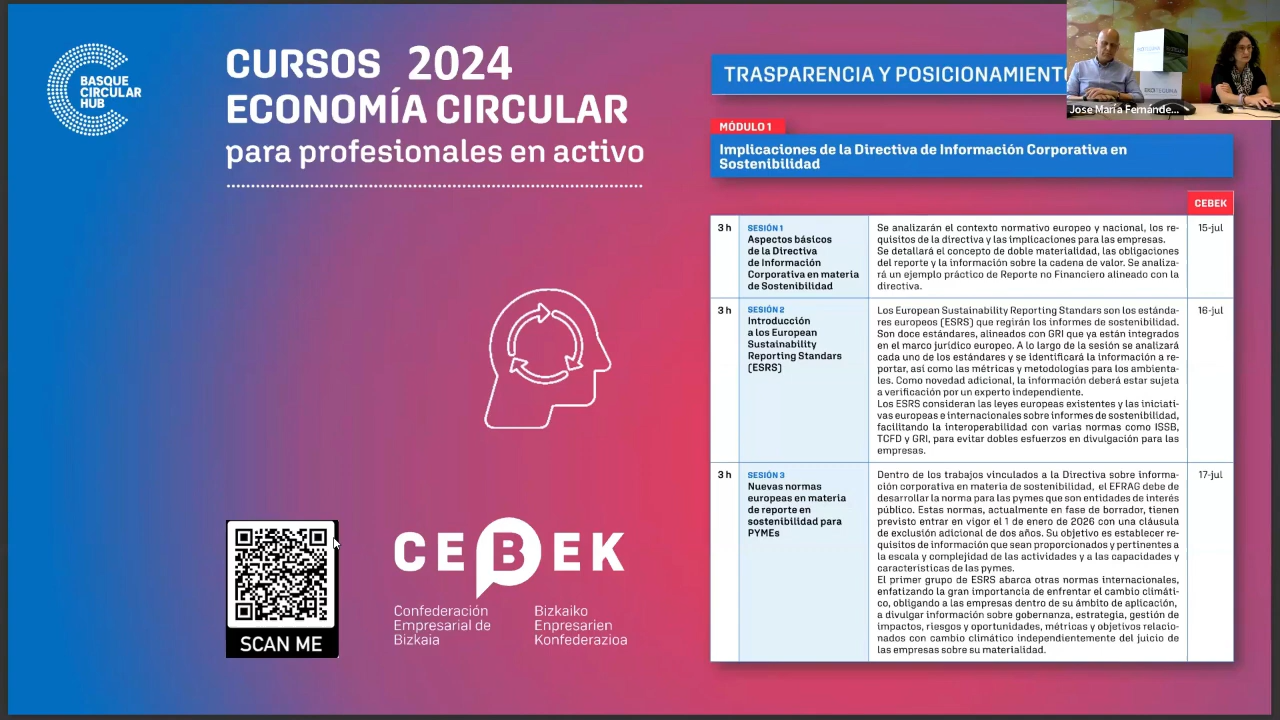 BASQUE
CIRCULAR
HUB
CURSOS 2024
ECONOMÍA CIRCULAR
para profesionales en activo
SCAN ME
CEBEK
Confederación
Empresarial de
Bizkaia
Bizkaiko
Enpresarien
Konfederazioa
TRASPARENCIA Y POSICIONAMIENTO
Jose María Fernánde...
MÓDULO 1
Implicaciones de la Directiva de Información Corporativa en
Sostenibilidad
CEBEK
3 h
SESIÓN 1
Aspectos básicos
de la Directiva
de Información
Corporativa en materia
de Sostenibilidad
Se analizarán el contexto normativo europeo y nacional, los re-
quisitos de la directiva y las implicaciones para las empresas.
Se detallará el concepto de doble materialidad, las obligaciones
del reporte y la información sobre la cadena de valor. Se analiza-
rá un ejemplo práctico de Reporte no Financiero alineado con la
directiva.
15-jul
3 h
SESIÓN 2
Introducción
a los European
Sustainability
Reporting Standars
(ESRS)
Los European Sustainability Reporting Standars son los estánda-
res europeos (ESRS) que regirán los informes de sostenibilidad.
Son doce estándares, alineados con GRI que ya están integrados
en el marco jurídico europeo. A lo largo de la sesión se analizará
cada uno de los estándares y se identificará la información a re-
portar, así como las métricas y metodologías para los ambienta-
les. Como novedad adicional, la información deberá estar sujeta
a verificación por un experto independiente.
Los ESRS consideran las leyes europeas existentes y las iniciati-
vas europeas e internacionales sobre informes de sostenibilidad,
facilitando la interoperabilidad con varias normas como ISSB,
TCFD y GRI, para evitar dobles esfuerzos en divulgación para las
empresas.
16-jul
3 h
SESIÓN 3
Nuevas normas
europeas en materia
de reporte en
sostenibilidad para
PYMEs
Dentro de los trabajos vinculados a la Directiva sobre informa-
ción corporativa en materia de sostenibilidad, el EFRAG debe de
desarrollar la norma para las pymes que son entidades de interés
público. Estas normas, actualmente en fase de borrador, tienen
previsto entrar en vigor el 1 de enero de 2026 con una cláusula
de exclusión adicional de dos años. Su objetivo es establecer re-
quisitos de información que sean proporcionados y pertinentes a
la escala y complejidad de las actividades y a las capacidades y
características de las pymes.
El primer grupo de ESRS abarca otras normas internacionales,
enfatizando la gran importancia de enfrentar el cambio climáti-
co, obligando a las empresas dentro de su ámbito de aplicación,
a divulgar información sobre gobernanza, estrategia, gestión de
impactos, riesgos y oportunidades, métricas y objetivos relacio-
nados con cambio climático independientemente del juicio de
las empresas sobre su materialidad.
17-jul